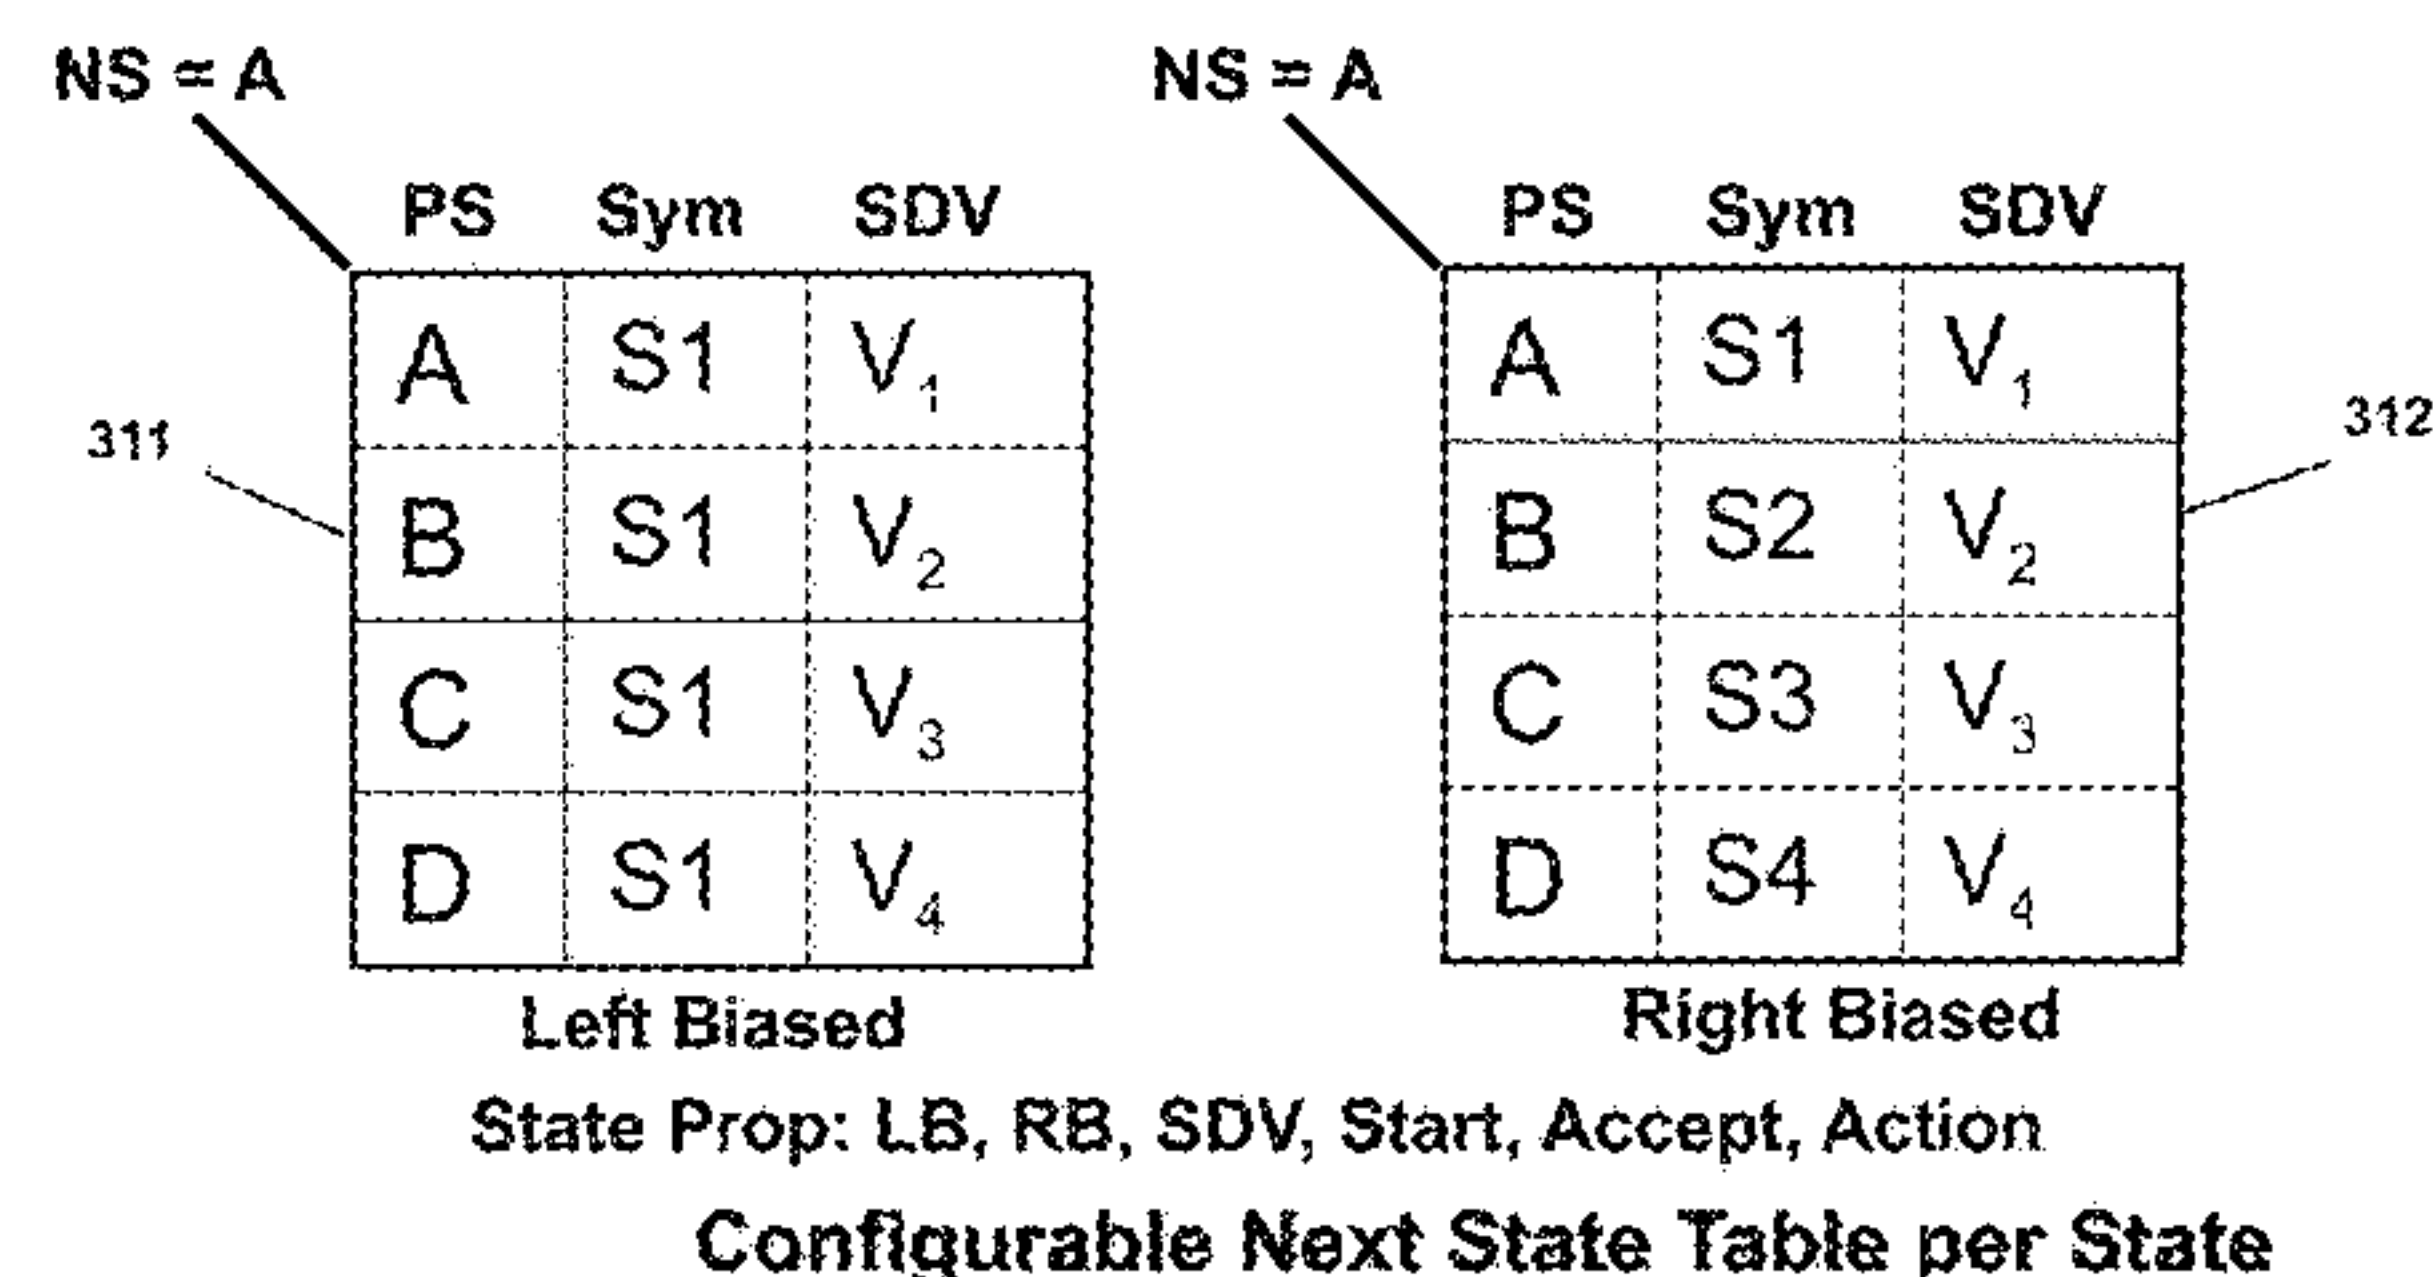 NS = A NS = A
PS Sym SDV PS Sym SDV
A S1 V₁ A S1 V₁
311 312
B S1 V₂ B S2 V₂
C S1 V₃ C S3 V₃
D S1 V₄ D S4 V₄
Left Biased Right Biased
State Prop: LB, RB, SDV, Start, Accept, Action
Configurable Next State Table per State